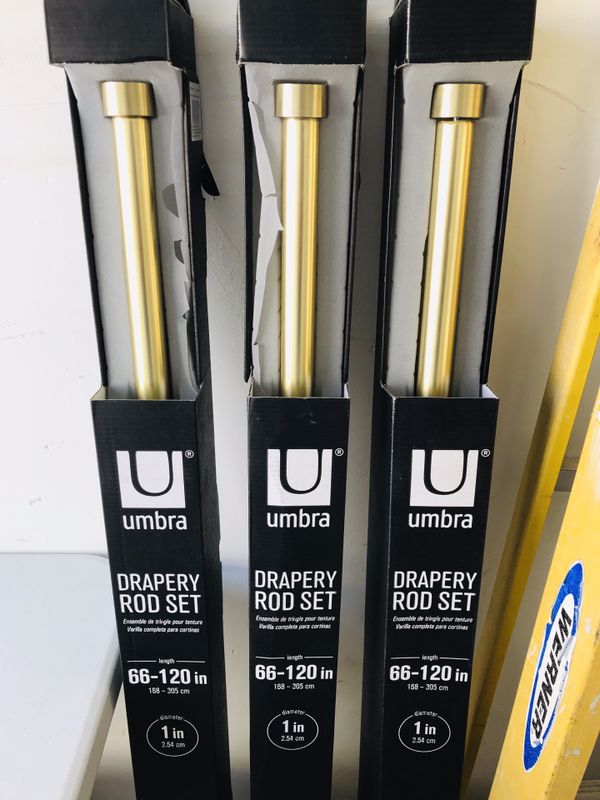 U®
umbra
DRAPERY
ROD SET
Ensemble de tringle pour tenture
Varilla completa para cortinas
length
66-120 in
168 - 305 cm
diameter
1 in
2.54 cm
U®
umbra
DRAPERY
ROD SET
Ensemble de tringle pour tenture
Varilla completa para cortinas
length
66-120 in
168 - 305 cm
diameter
1 in
2.54 cm
U®
umbra
DRAPERY
ROD SET
Ensemble de tringle pour tenture
Varilla completa para cortinas
length
66-120 in
168 - 305 cm
diameter
1 in
2.54 cm
WERNER